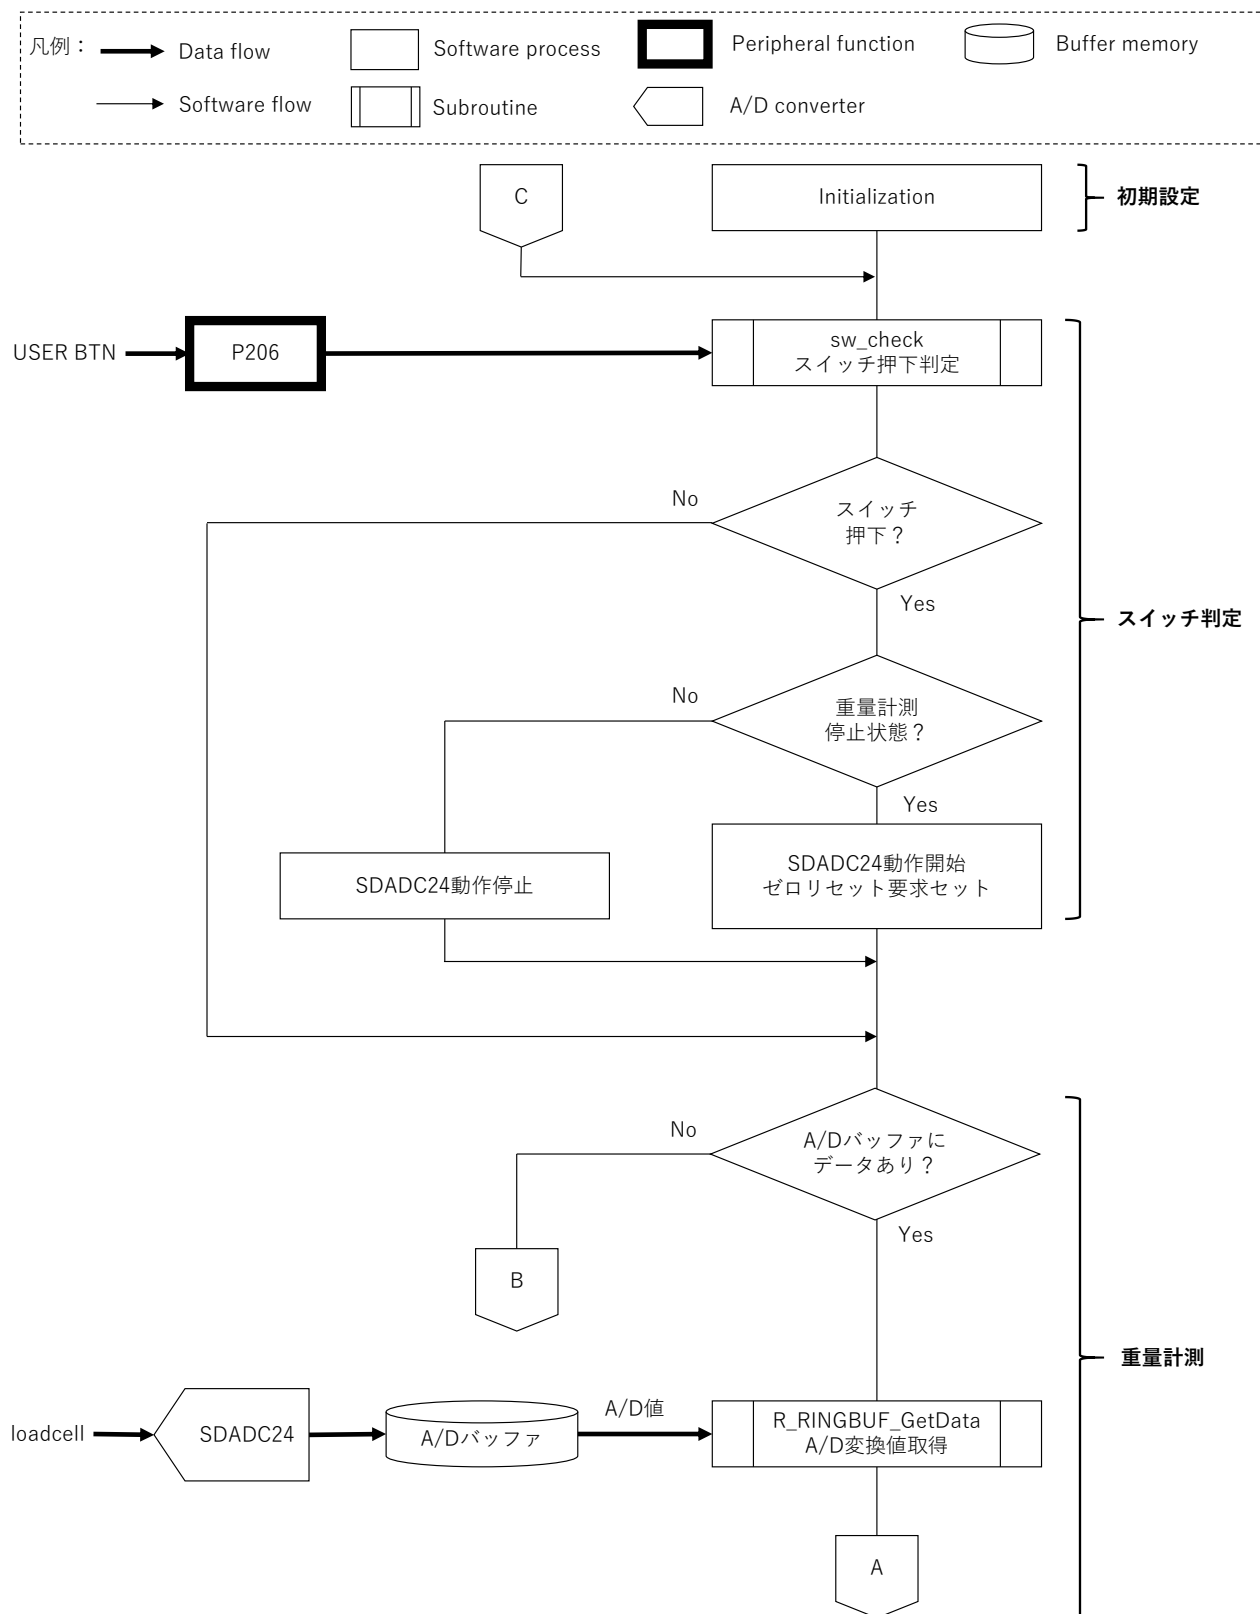 凡例：
Data flow
Software process
Peripheral function
Buffer memory
Software flow
Subroutine
A/D converter
C
Initialization
初期設定
USER BTN
P206
sw_check
スイッチ押下判定
No
スイッチ
押下？
Yes
スイッチ判定
No
重量計測
停止状態？
Yes
SDADC24動作停止
SDADC24動作開始
ゼロリセット要求セット
No
A/Dバッファに
データあり？
Yes
B
重量計測
loadcell
SDADC24
A/Dバッファ
A/D値
R_RINGBUF_GetData
A/D変換値取得
A